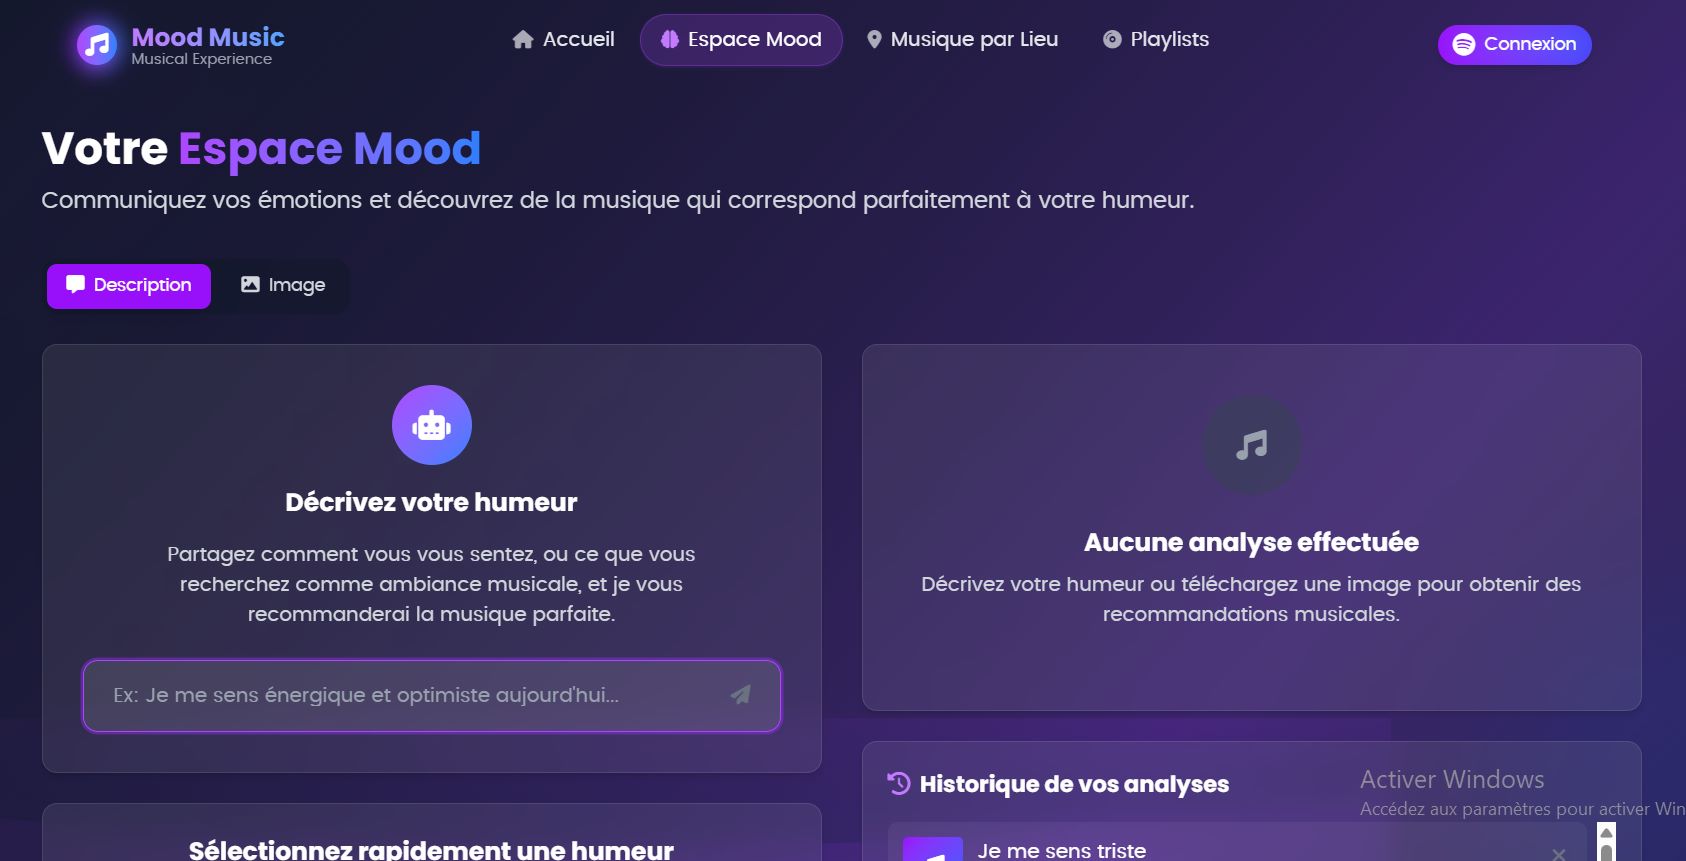 Mood Music
Musical Experience
Accueil
Espace Mood
Musique par Lieu
Playlists
Connexion
Votre Espace Mood
Communiquez vos émotions et découvrez de la musique qui correspond parfaitement à votre humeur.
Description
Image
Décrivez votre humeur
Partagez comment vous vous sentez, ou ce que vous
recherchez comme ambiance musicale, et je vous
recommanderai la musique parfaite.
Ex: Je me sens énergique et optimiste aujourd'hui...
Sélectionnez rapidement une humeur
Aucune analyse effectuée
Décrivez votre humeur ou téléchargez une image pour obtenir des
recommandations musicales.
Historique de vos analyses
Je me sens triste
Activer Windows
Accédez aux paramètres pour activer Win